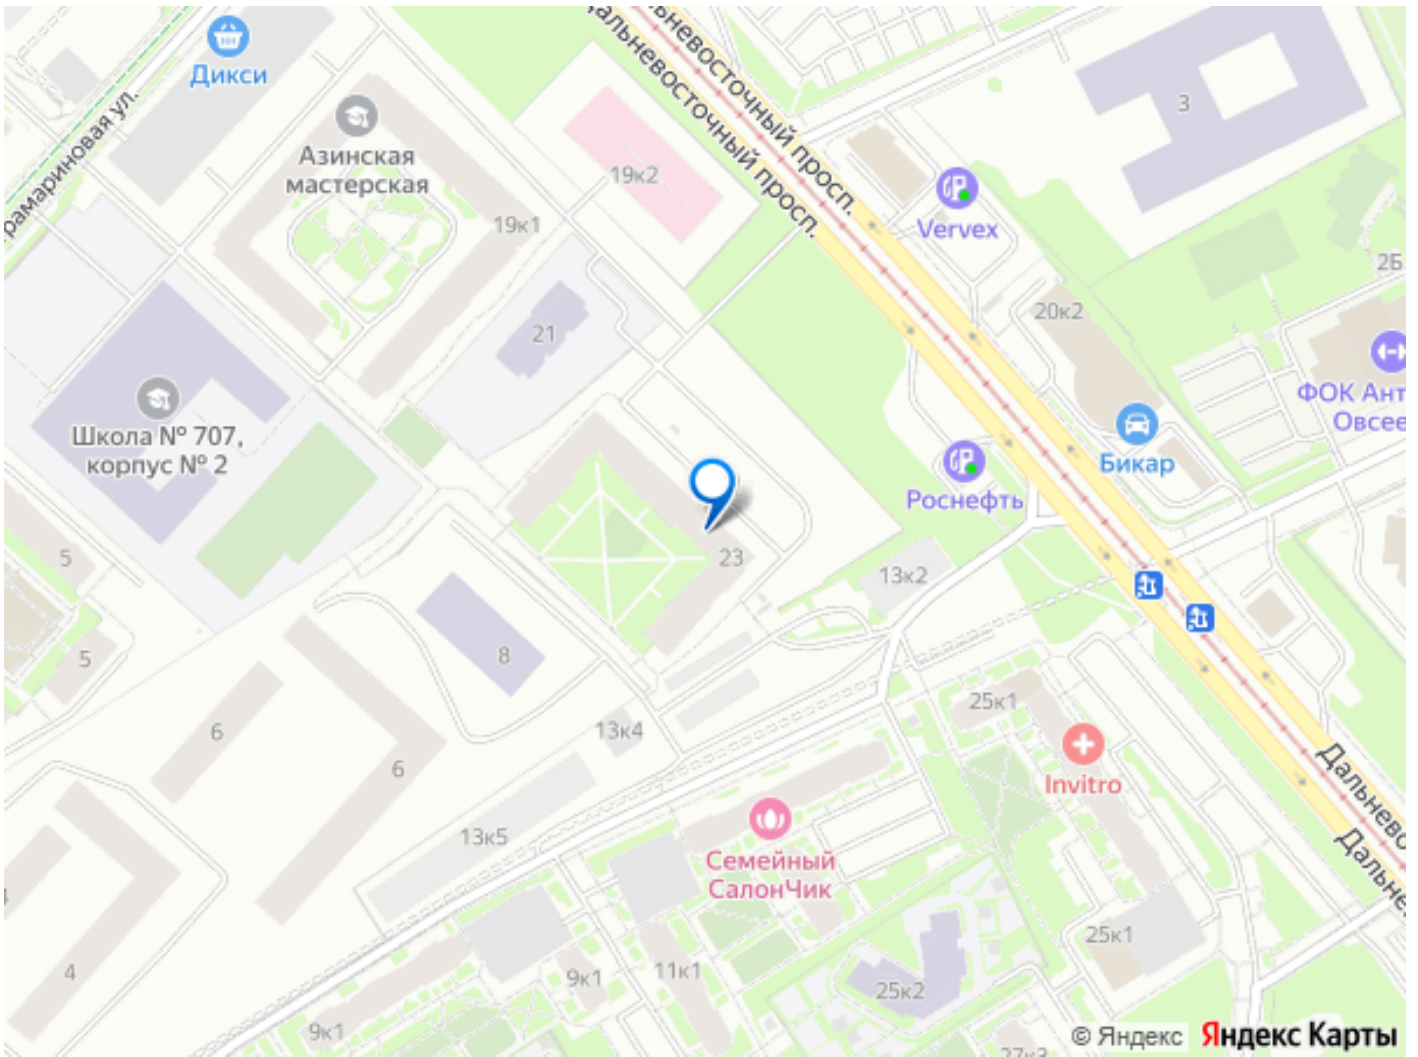 Дикси
рамариновая ул.
Азинская
мастерская
19к1
19к2
Дальневосточный просп.
Дальневосточный просп.
3
Vervex
2Б
20к2
21
ФОК Ант
Овсее
Школа № 707,
корпус № 2
Бикар
Роснефть
5
23
13к2
5
8
6
13к4
25к1
6
Invitro
Дальнево
Дальне
13к5
Семейный
СалонЧик
4
25к1
9к1
11к1
25к2
9к1
27к3
© Яндекс Яндекс Карты